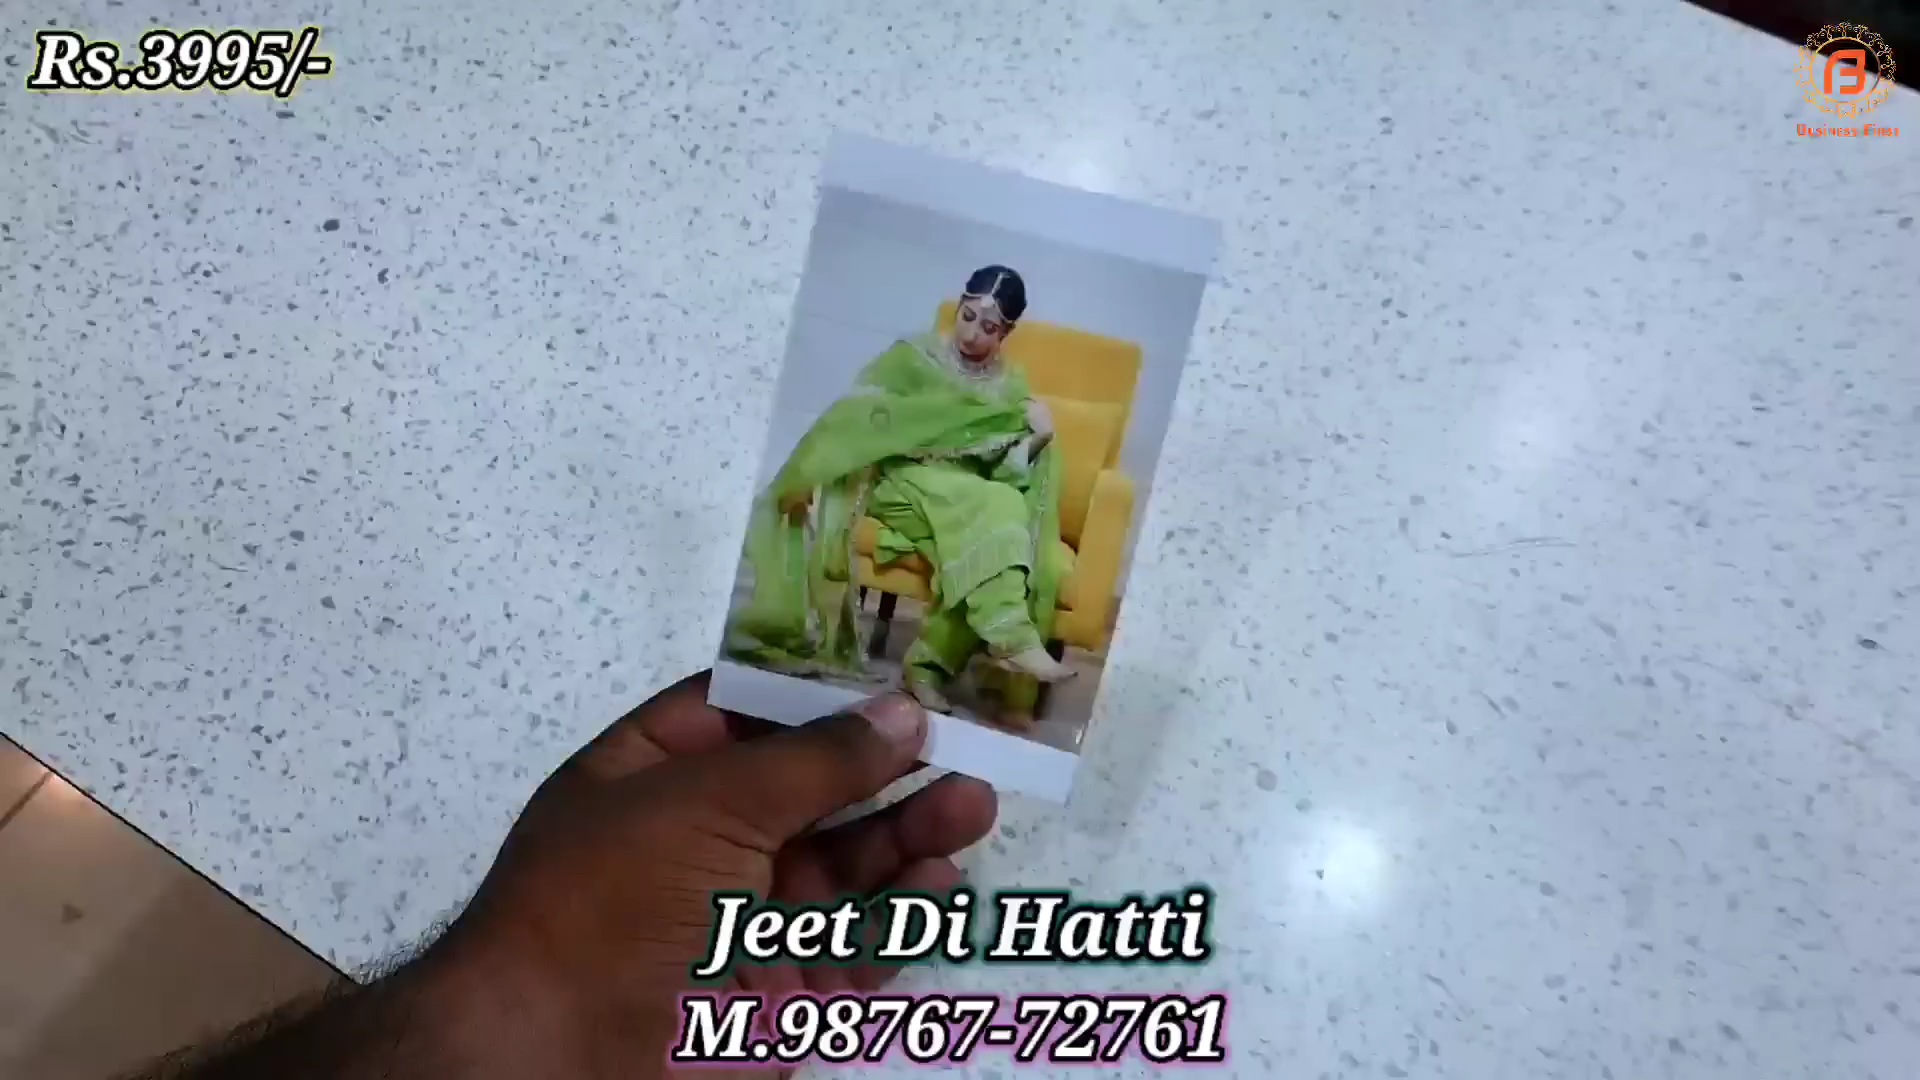 Rs.3995/-
Business First
Jeet Di Hatti
M.98767-72761